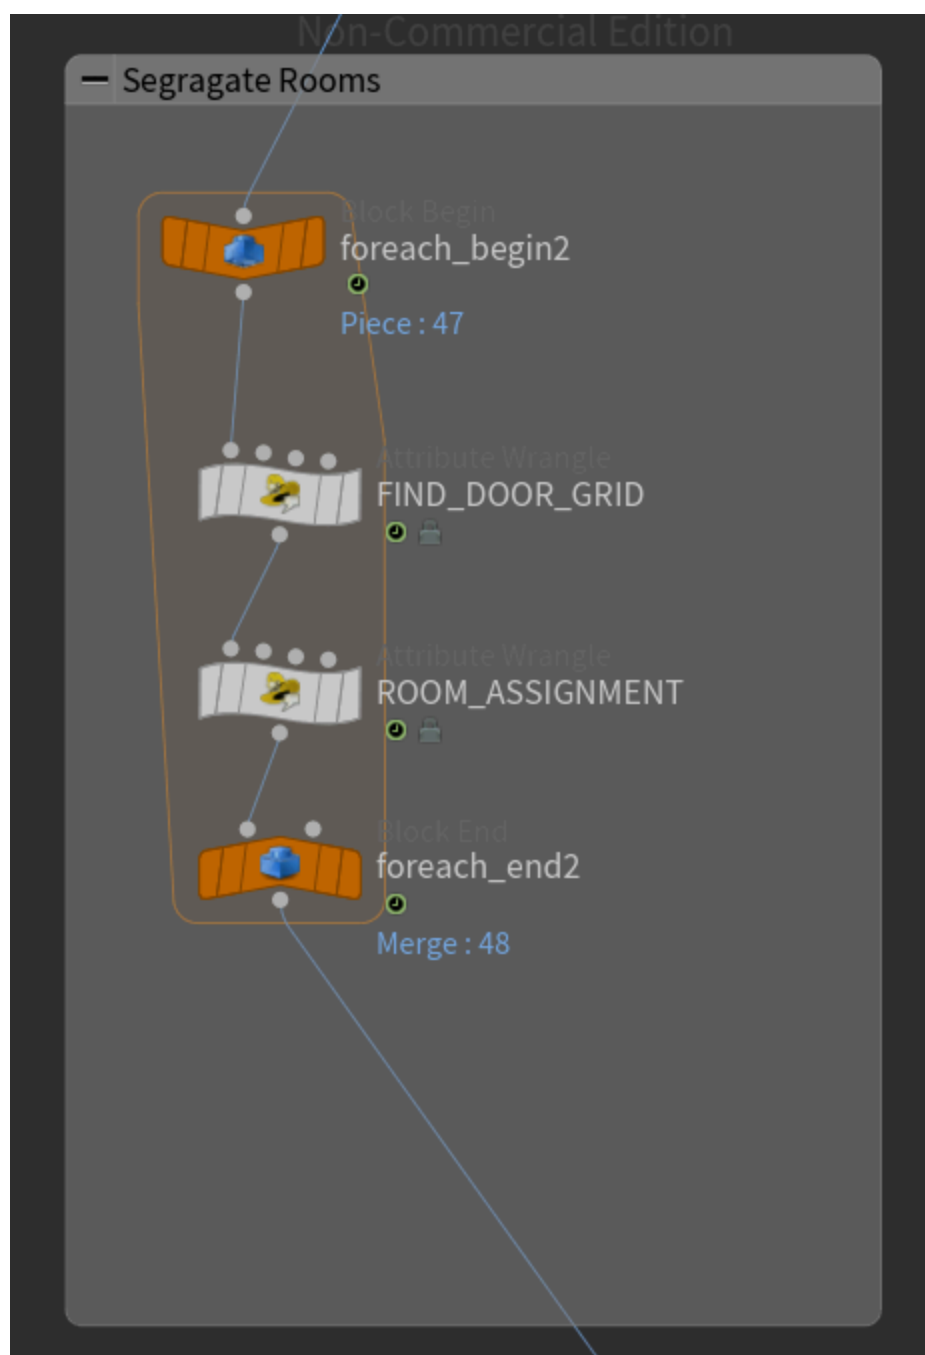 Non-Commercial Edition
Segragate Rooms
Block Begin
foreach_begin2
Piece : 47
Attribute Wrangle
FIND_DOOR_GRID
Attribute Wrangle
ROOM_ASSIGNMENT
Block End
foreach_end2
Merge : 48